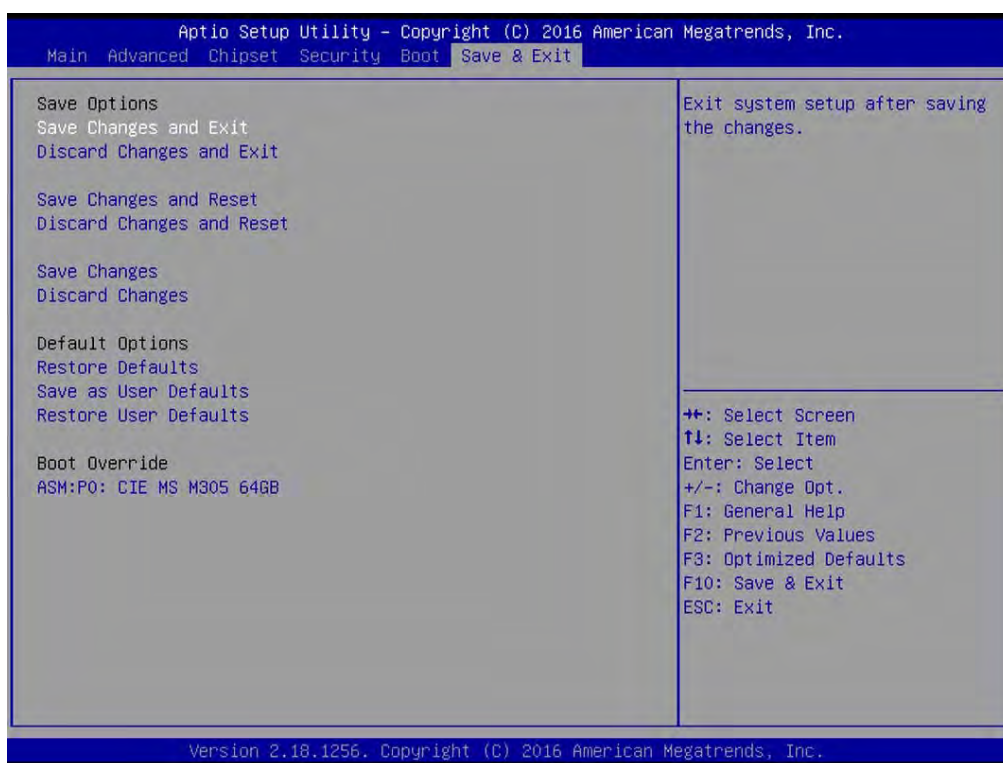 Aptio Setup Utility – Copyright (C) 2016 American Megatrends, Inc.
Main Advanced Chipset Security Boot Save & Exit
Save Options
Save Changes and Exit
Discard Changes and Exit
Save Changes and Reset
Discard Changes and Reset
Save Changes
Discard Changes
Default Options
Restore Defaults
Save as User Defaults
Restore User Defaults
Boot Override
ASM:P0: CIE MS M305 64GB
Exit system setup after saving
the changes.
→←: Select Screen
↑↓: Select Item
Enter: Select
+/-: Change Opt.
F1: General Help
F2: Previous Values
F3: Optimized Defaults
F10: Save & Exit
ESC: Exit
Version 2.18.1256. Copyright (C) 2016 American Megatrends, Inc.